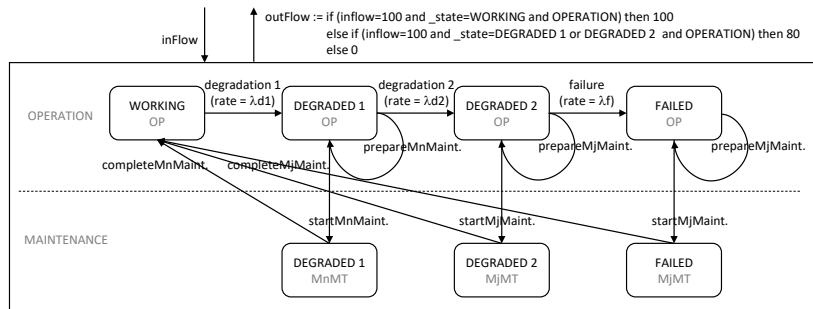 outFlow := if (inflow=100 and _state=WORKING and OPERATION) then 100
else if (inflow=100 and _state=DEGRADED 1 or DEGRADED 2 and OPERATION) then 80
else 0
inFlow
degradation 1
(rate = λd1)
degradation 2
(rate = λd2)
failure
(rate = λf)
OPERATION
WORKING
OP
DEGRADED 1
OP
DEGRADED 2
OP
FAILED
OP
prepareMnMaint.
prepareMjMaint.
prepareMjMaint.
completeMnMaint.
completeMjMaint.
startMnMaint.
startMjMaint.
startMjMaint.
MAINTENANCE
DEGRADED 1
MnMT
DEGRADED 2
MjMT
FAILED
MjMT